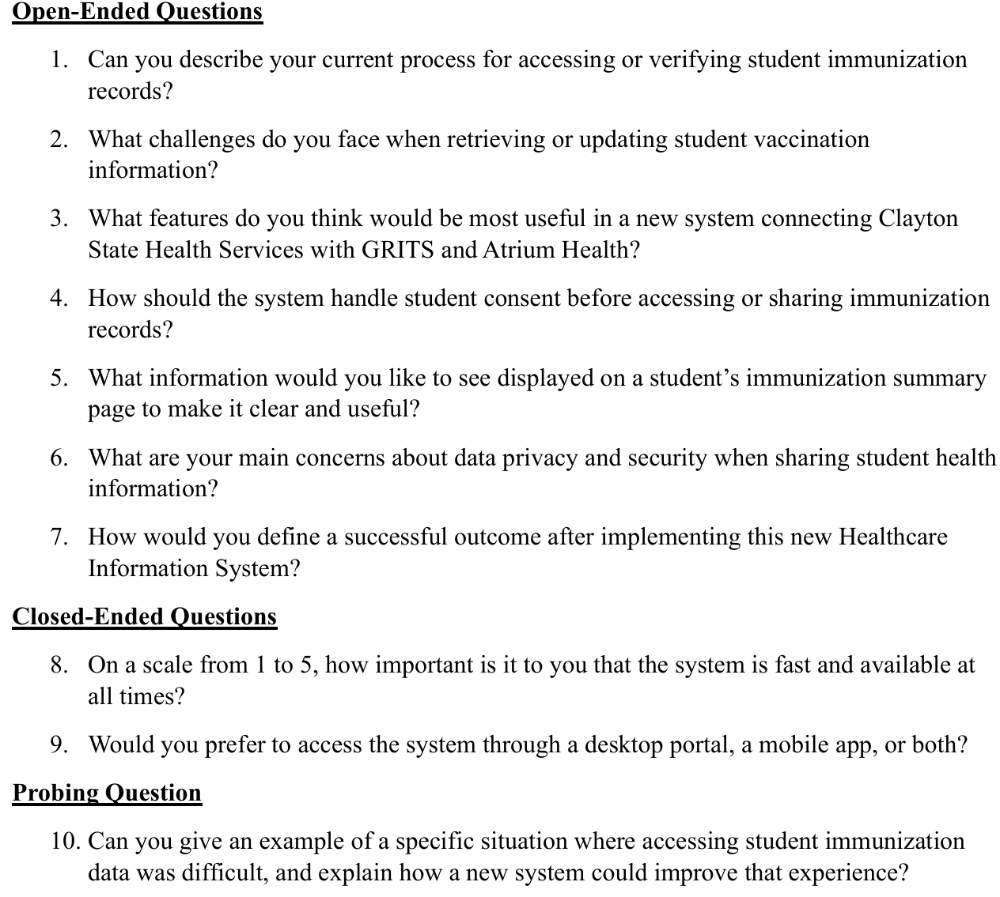 Open-Ended Questions
1. Can you describe your current process for accessing or verifying student immunization
records?
2. What challenges do you face when retrieving or updating student vaccination
information?
3. What features do you think would be most useful in a new system connecting Clayton
State Health Services with GRITS and Atrium Health?
4. How should the system handle student consent before accessing or sharing immunization
records?
5. What information would you like to see displayed on a student’s immunization summary
page to make it clear and useful?
6. What are your main concerns about data privacy and security when sharing student health
information?
7. How would you define a successful outcome after implementing this new Healthcare
Information System?
Closed-Ended Questions
8. On a scale from 1 to 5, how important is it to you that the system is fast and available at
all times?
9. Would you prefer to access the system through a desktop portal, a mobile app, or both?
Probing Question
10. Can you give an example of a specific situation where accessing student immunization
data was difficult, and explain how a new system could improve that experience?